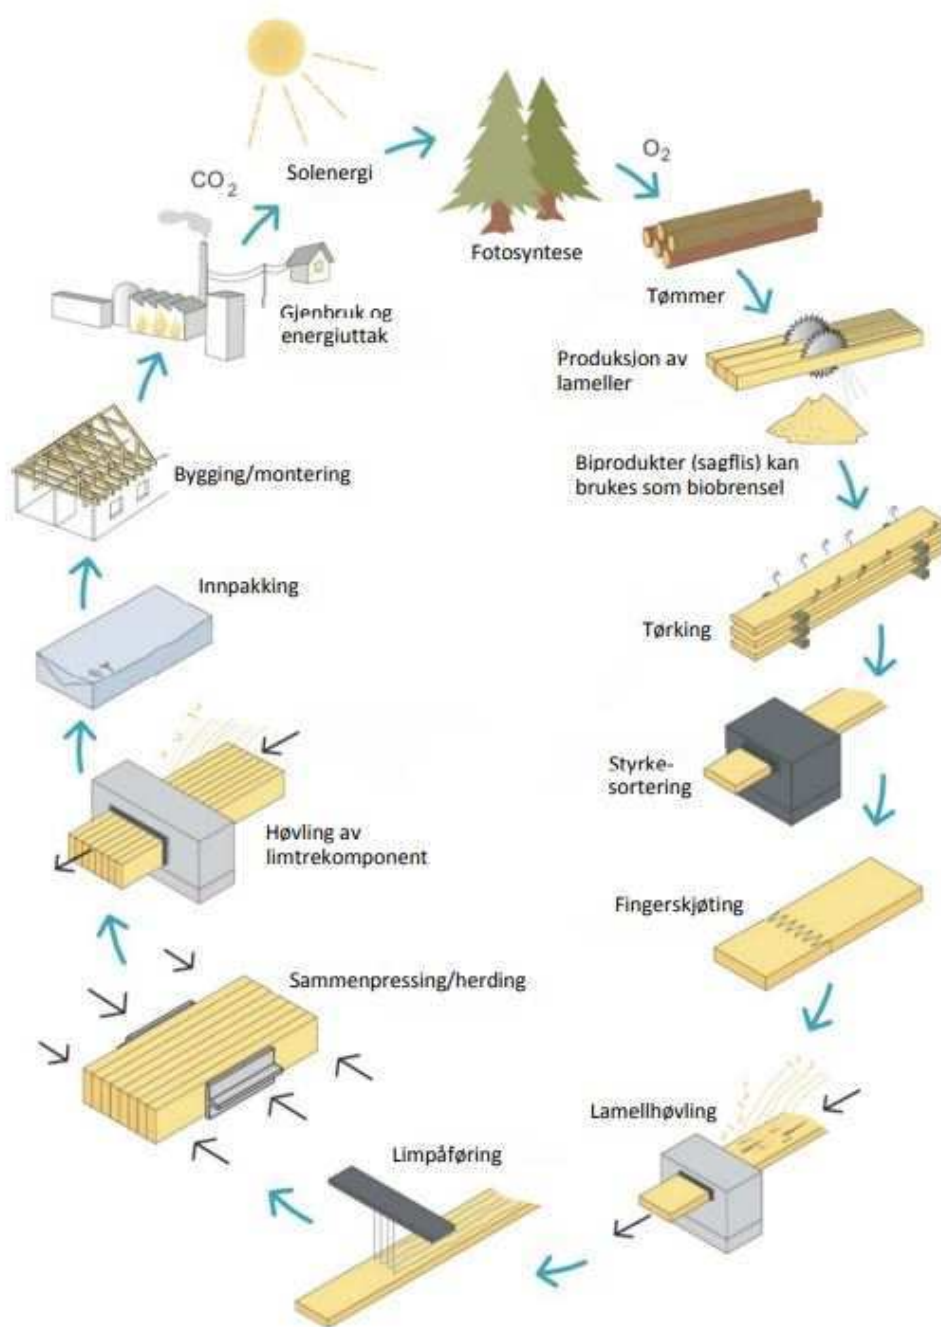 Solenergi
CO2
Fotosyntese
O2
Tømmer
Produksjon av
lameller
Biprodukter (sagflis) kan
brukes som biobrensel
Tørking
Styrke-
sortering
Fingerskjøting
Lamellhøvling
Limpåføring
Sammenpressing/herding
Høvling av
limtrekomponent
Innpakking
Bygging/montering
Gjenbruk og
energiuttak